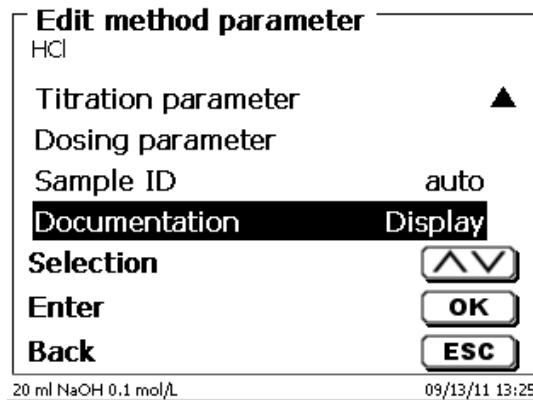 Edit method parameter
HCl
Titration parameter
Dosing parameter
Sample ID auto
Documentation Display
Selection
Enter OK
Back ESC
20 ml NaOH 0.1 mol/L 09/13/11 13:25